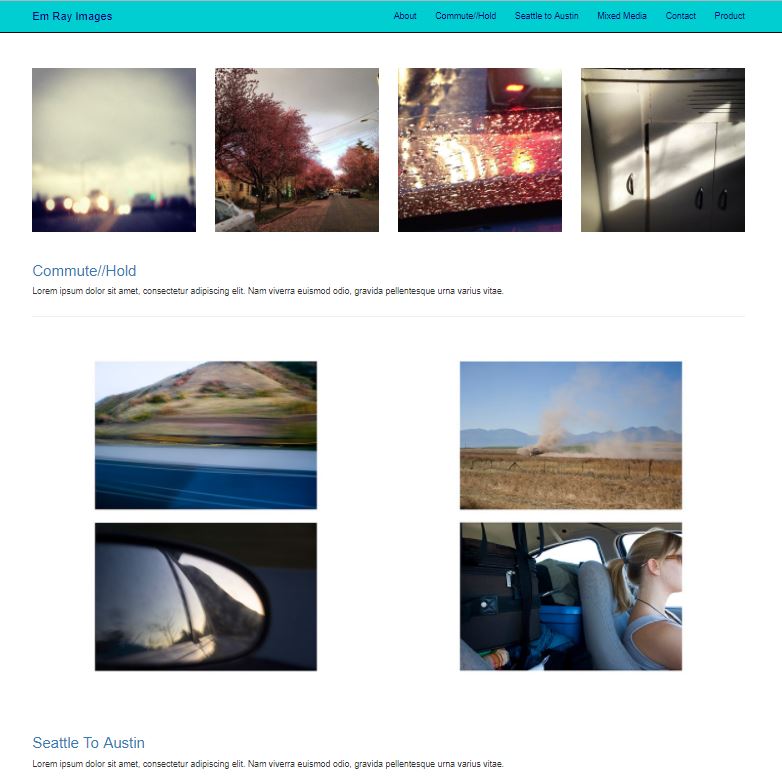 Em Ray Images
About Commute//Hold Seattle to Austin Mixed Media Contact Product
Commute//Hold
Lorem ipsum dolor sit amet, consectetur adipiscing elit. Nam viverra euismod odio, gravida pellentesque urna varius vitae.
Seattle To Austin
Lorem ipsum dolor sit amet, consectetur adipiscing elit. Nam viverra euismod odio, gravida pellentesque urna varius vitae.